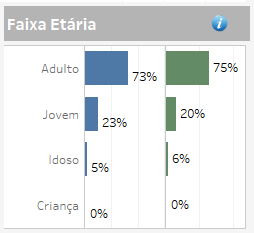 Faixa Etária
i
Adulto 73% 75%
Jovem 23% 20%
Idoso 5% 6%
Criança 0% 0%